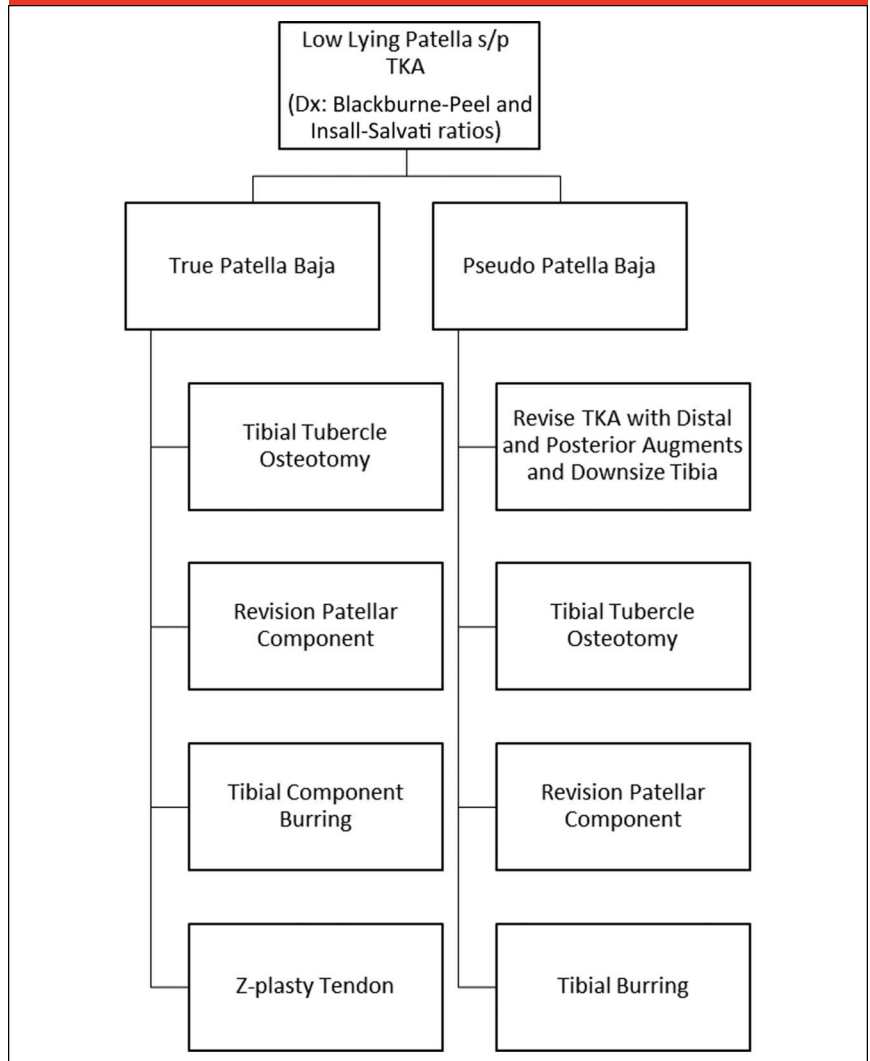 Low Lying Patella s/p
TKA
(Dx: Blackburne-Peel and
Insall-Salvati ratios)
True Patella Baja
Pseudo Patella Baja
Tibial Tubercle
Osteotomy
Revise TKA with Distal
and Posterior Augments
and Downsize Tibia
Revision Patellar
Component
Tibial Tubercle
Osteotomy
Tibial Component
Burring
Revision Patellar
Component
Z-plasty Tendon
Tibial Burring